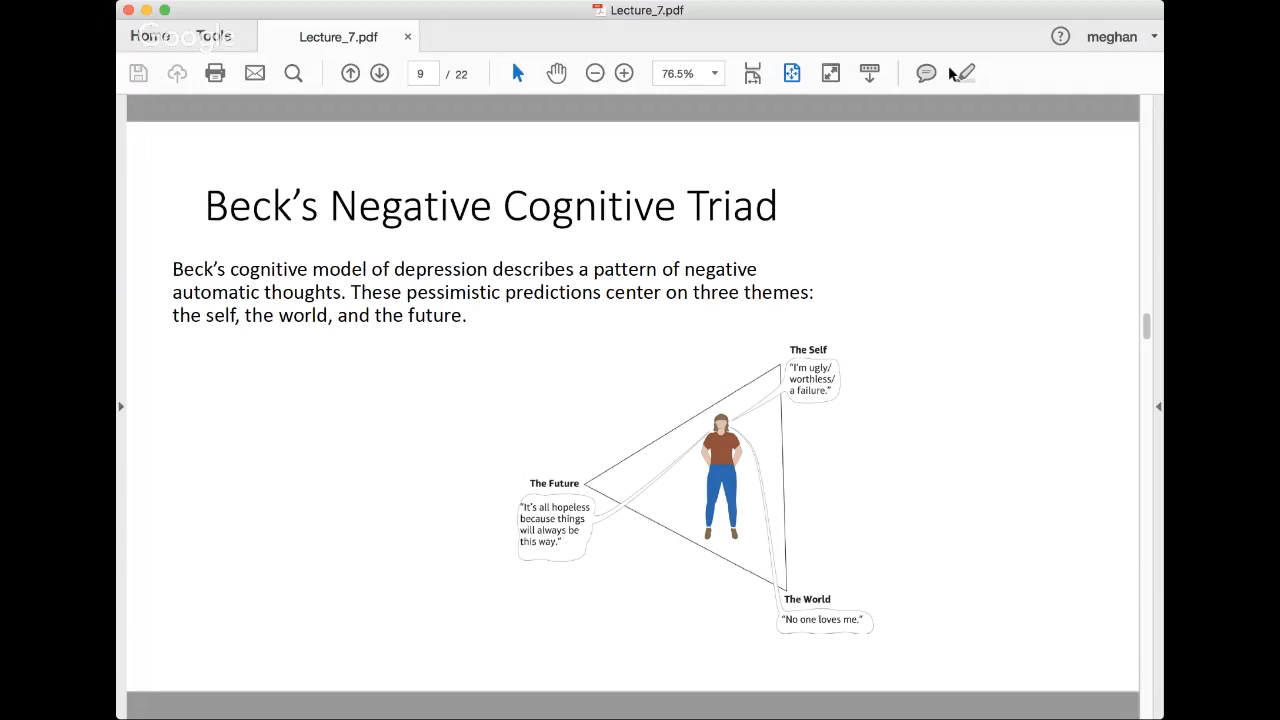 Lecture_7.pdf
Home
Tools
Google
Lecture_7.pdf
×
?
meghan
9 / 22
76.5%
Beck’s Negative Cognitive Triad
Beck’s cognitive model of depression describes a pattern of negative
automatic thoughts. These pessimistic predictions center on three themes:
the self, the world, and the future.
The Self
“I’m ugly/
worthless/
a failure.”
The Future
“It’s all hopeless
because things
will always be
this way.”
The World
“No one loves me.”